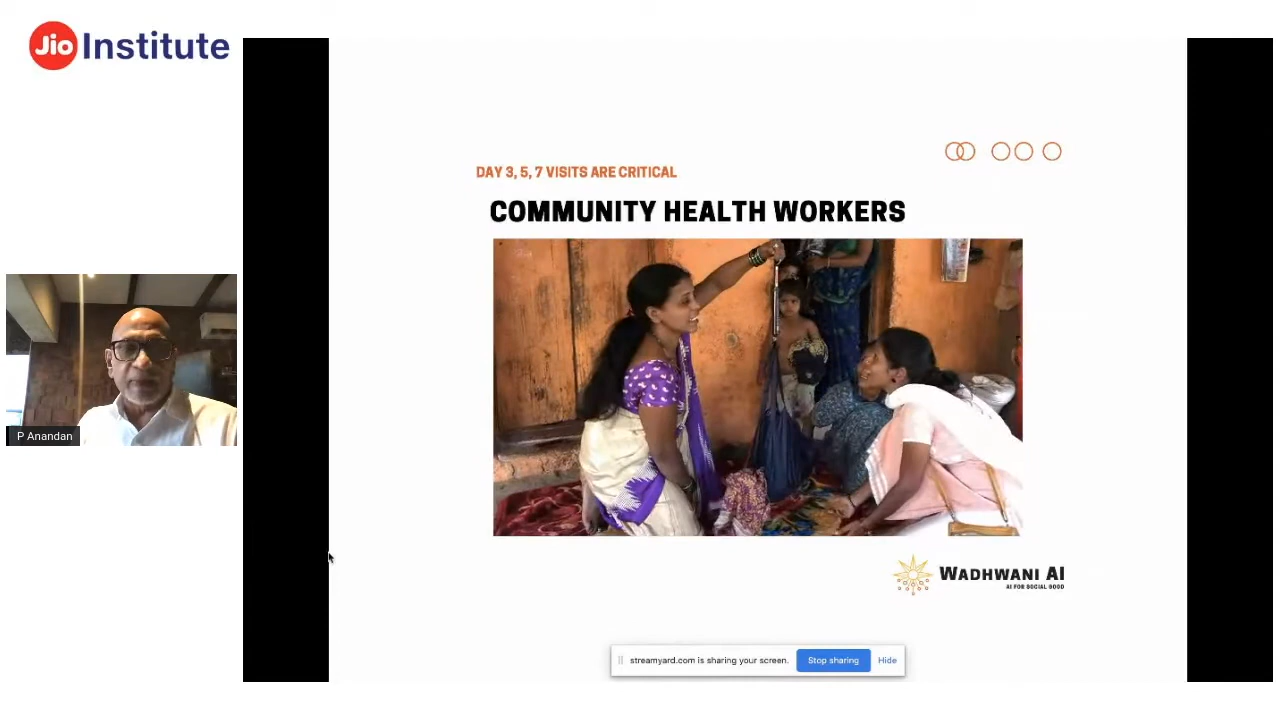 Jio Institute
DAY 3, 5, 7 VISITS ARE CRITICAL
COMMUNITY HEALTH WORKERS
P Anandan
WADHWANI AI
AI FOR SOCIAL GOOD
streamyard.com is sharing your screen. Stop sharing Hide